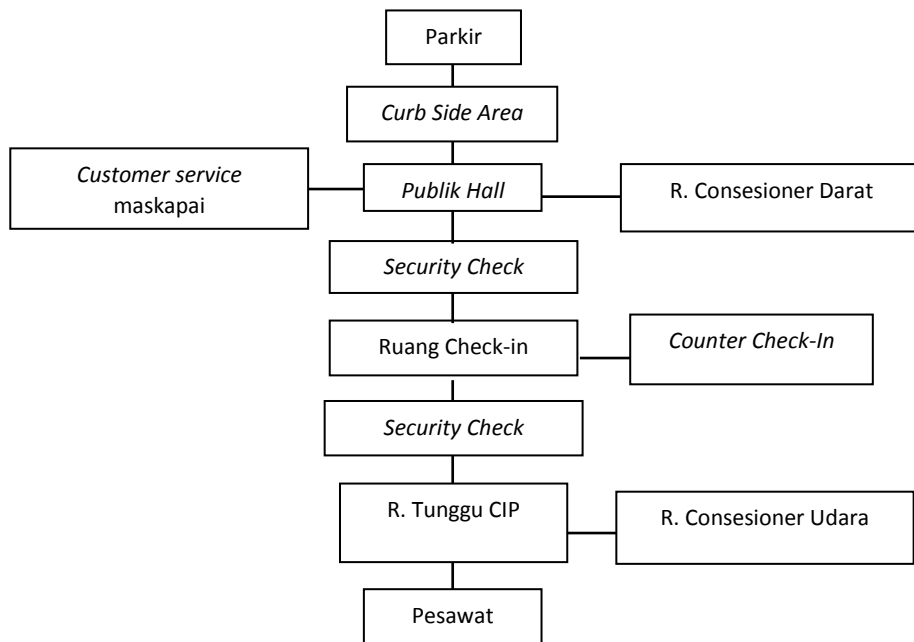 Parkir
Curb Side Area
Customer service
maskapai
Publik Hall
R. Consesioner Darat
Security Check
Ruang Check-in
Counter Check-In
Security Check
R. Tunggu CIP
R. Consesioner Udara
Pesawat